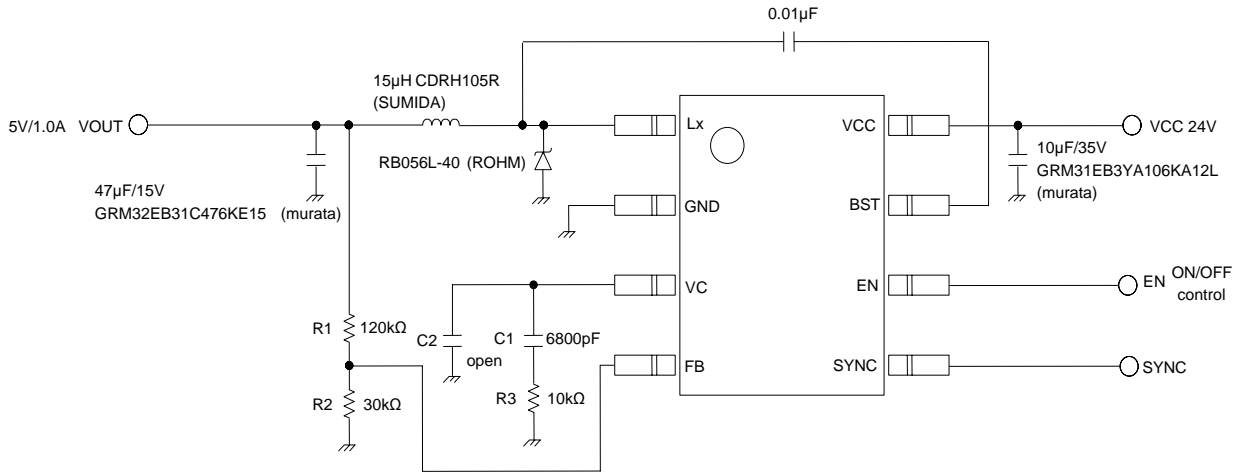 0.01µF
15µH CDRH105R
(SUMIDA)
5V/1.0A VOUT
Lx
VCC
VCC 24V
RB056L-40 (ROHM)
10µF/35V
GRM31EB3YA106KA12L
(murata)
47µF/15V
GRM32EB31C476KE15 (murata)
GND
BST
VC
EN
EN ON/OFF
control
R1 120kΩ
C2
open
C1 6800pF
FB
SYNC
SYNC
R2 30kΩ
R3 10kΩ